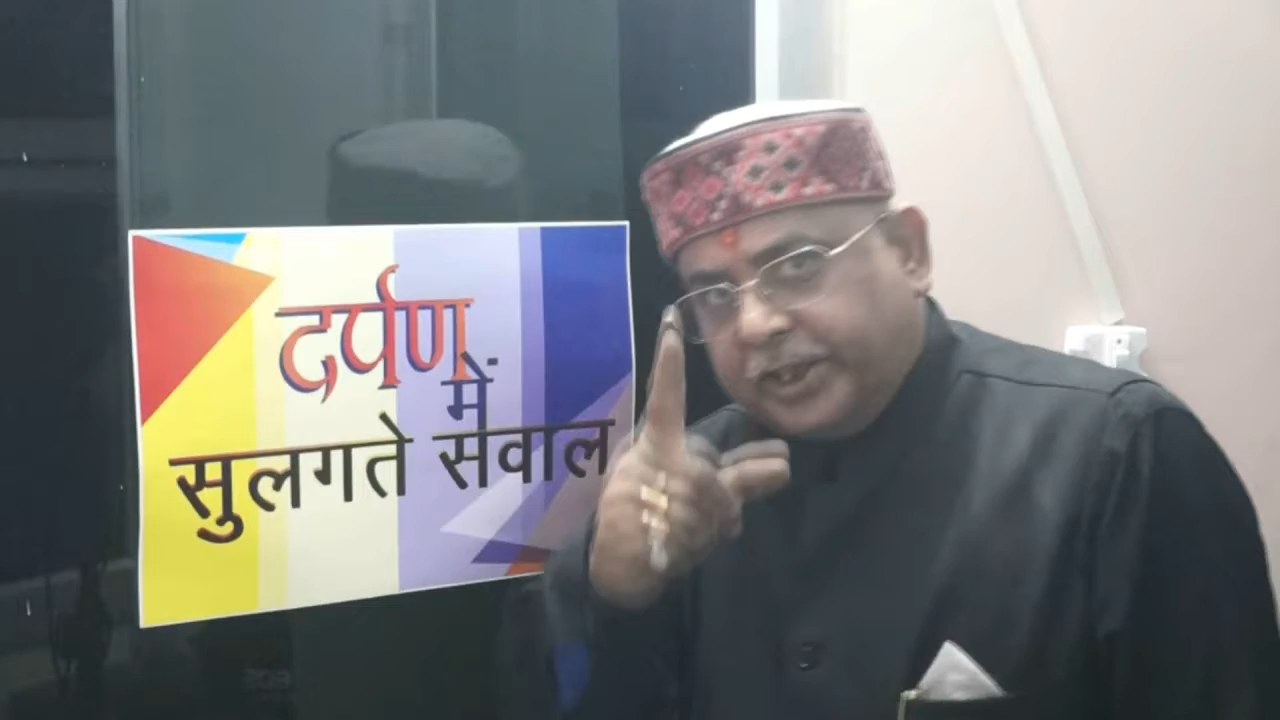 दर्पण
में
सुलगते सवाल